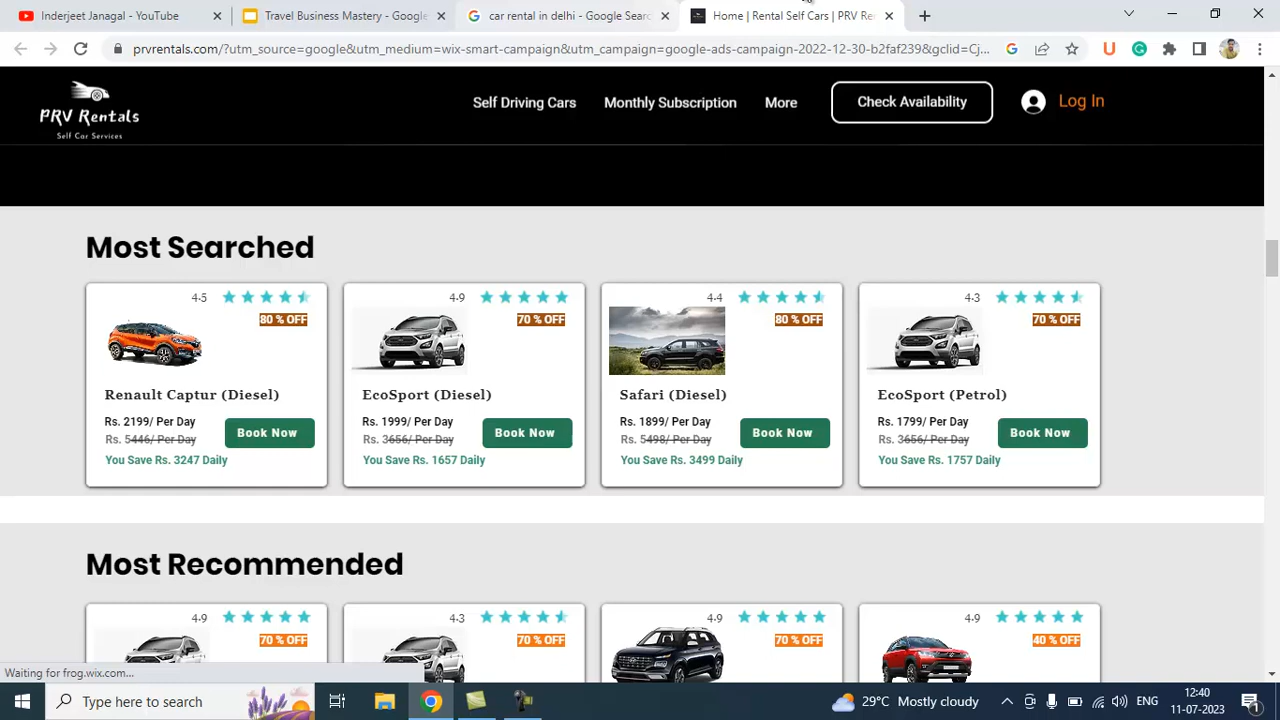 Inderjeet Janagal - YouTube
Travel Business Mastery - Googl
car rental in delhi - Google Sear
Home | Rental Self Cars | PRV Re
prvrentals.com/?utm_source=google&utm_medium=wix-smart-campaign&utm_campaign=google-ads-campaign-2022-12-30-b2faf239&gclid=Cj...
PRV Rentals
Self Car Services
Self Driving Cars
Monthly Subscription
More
Check Availability
Log In
Most Searched
4.5
80 % OFF
Renault Captur (Diesel)
Rs. 2199/ Per Day
Rs. 5446/ Per Day
Book Now
You Save Rs. 3247 Daily
4.9
70 % OFF
EcoSport (Diesel)
Rs. 1999/ Per Day
Rs. 3656/ Per Day
Book Now
You Save Rs. 1657 Daily
4.4
80 % OFF
Safari (Diesel)
Rs. 1899/ Per Day
Rs. 5498/ Per Day
Book Now
You Save Rs. 3499 Daily
4.3
70 % OFF
EcoSport (Petrol)
Rs. 1799/ Per Day
Rs. 3656/ Per Day
Book Now
You Save Rs. 1757 Daily
Most Recommended
4.9
70 % OFF
4.3
70 % OFF
4.9
70 % OFF
4.9
40 % OFF
Waiting for frog.wix.com...
Type here to search
29°C Mostly cloudy
ENG
12:40
11-07-2023
1